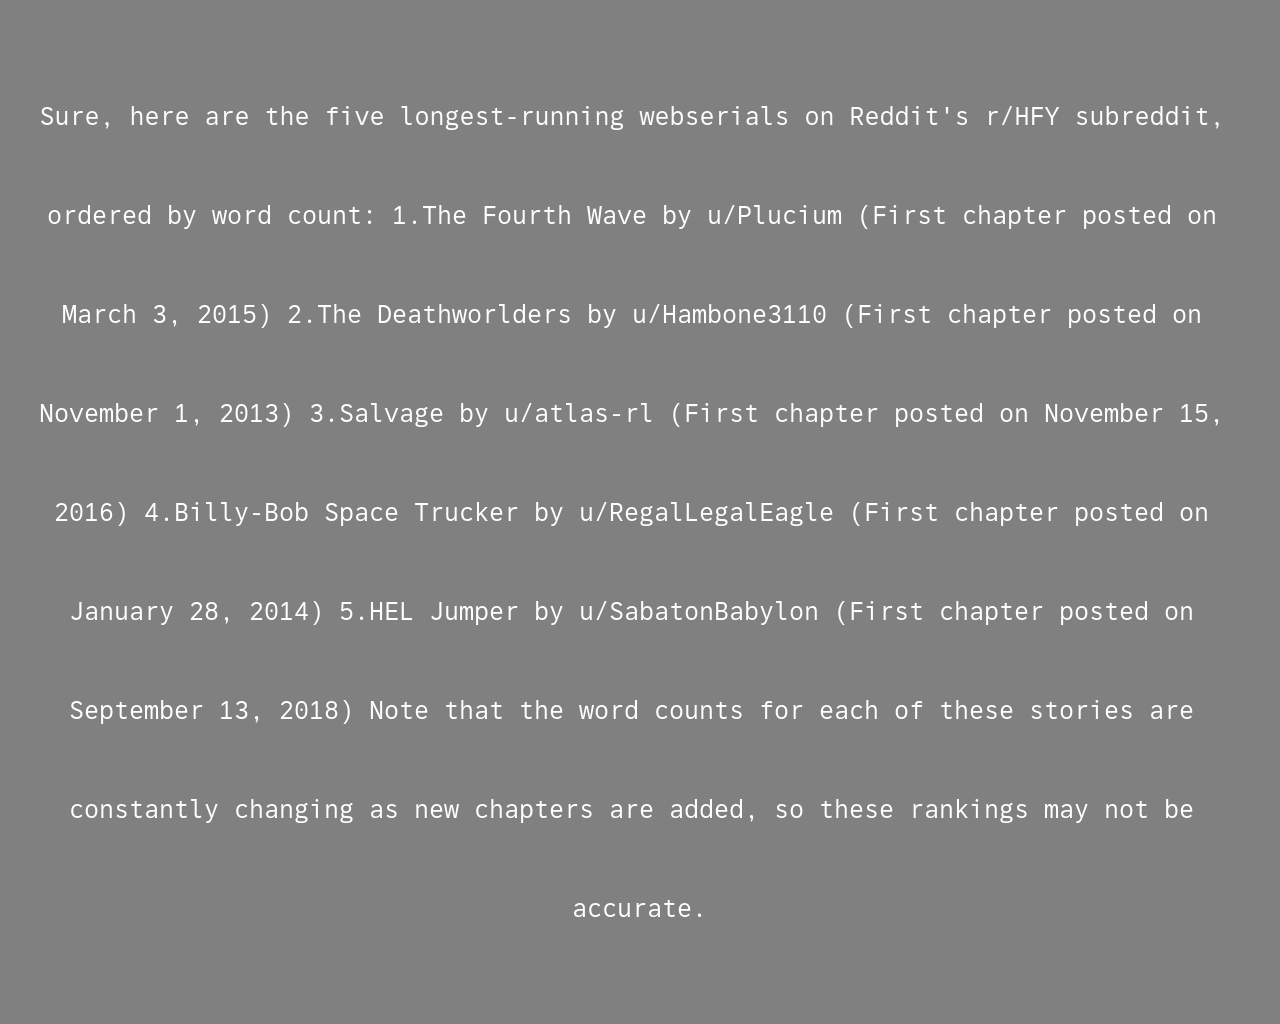 Sure, here are the five longest-running webserials on Reddit's r/HFY subreddit,
ordered by word count: 1.The Fourth Wave by u/Plucium (First chapter posted on
March 3, 2015) 2.The Deathworlders by u/Hambone3110 (First chapter posted on
November 1, 2013) 3.Salvage by u/atlas-rl (First chapter posted on November 15,
2016) 4.Billy-Bob Space Trucker by u/RegalLegalEagle (First chapter posted on
January 28, 2014) 5.HEL Jumper by u/SabatonBabylon (First chapter posted on
September 13, 2018) Note that the word counts for each of these stories are
constantly changing as new chapters are added, so these rankings may not be
accurate.